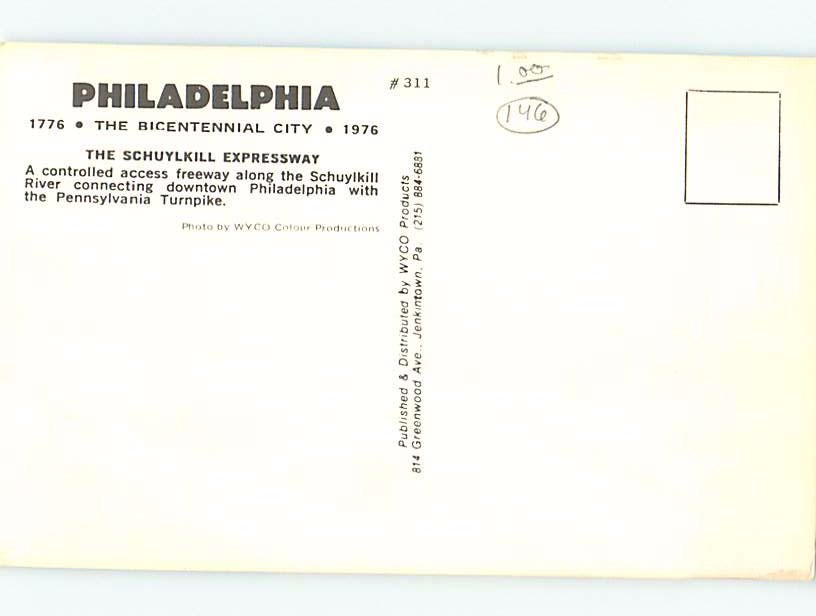 PHILADELPHIA
1776 • THE BICENTENNIAL CITY • 1976
THE SCHUYLKILL EXPRESSWAY
A controlled access freeway along the Schuylkill
River connecting downtown Philadelphia with
the Pennsylvania Turnpike.
Photo by WYCO Colour Productions
# 311
Published & Distributed by WYCO Products
814 Greenwood Ave., Jenkintown, Pa. (215) 884-6881
1.00
146